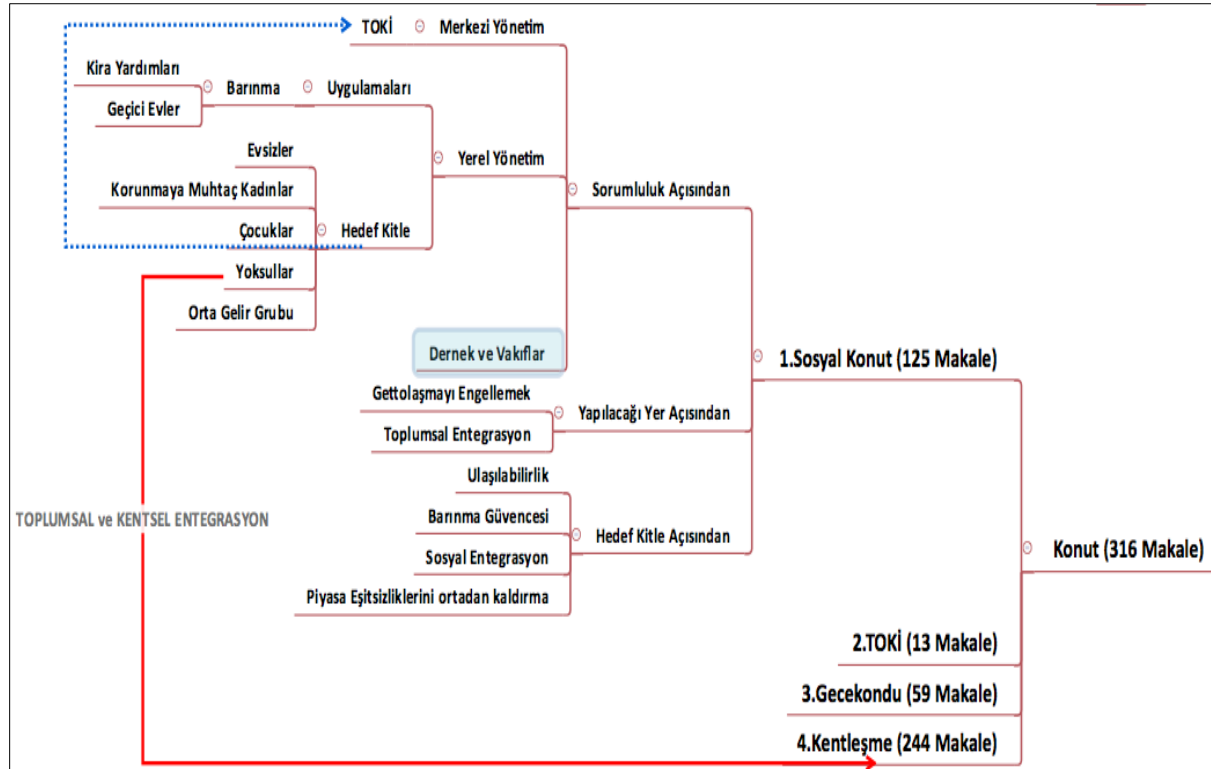 TOKİ
Merkezi Yönetim
Kira Yardımları
Barınma
Uygulamaları
Geçici Evler
Evsizler
Yerel Yönetim
Korunmaya Muhtaç Kadınlar
Sorumluluk Açısından
Çocuklar
Hedef Kitle
Yoksullar
Orta Gelir Grubu
Dernek ve Vakıflar
1.Sosyal Konut (125 Makale)
Gettolaşmayı Engellemek
Yapılacağı Yer Açısından
Toplumsal Entegrasyon
Ulaşılabilirlik
TOPLUMSAL ve KENTSEL ENTEGRASYON
Barınma Güvencesi
Hedef Kitle Açısından
Sosyal Entegrasyon
Konut (316 Makale)
Piyasa Eşitsizliklerini ortadan kaldırma
2.TOKİ (13 Makale)
3.Gecekondu (59 Makale)
4.Kentleşme (244 Makale)